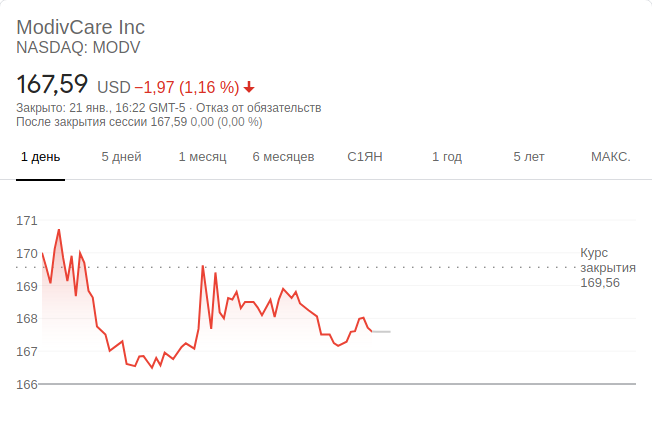 ModivCare Inc
NASDAQ: MODV
167,59 USD −1,97 (1,16 %)
Закрыто: 21 янв., 16:22 GMT-5 · Отказ от обязательств
После закрытия сессии 167,59 0,00 (0,00 %)
1 день 5 дней 1 месяц 6 месяцев С1ЯН 1 год 5 лет МАКС.
171
170
169
168
167
166
Курс
закрытия
169,56